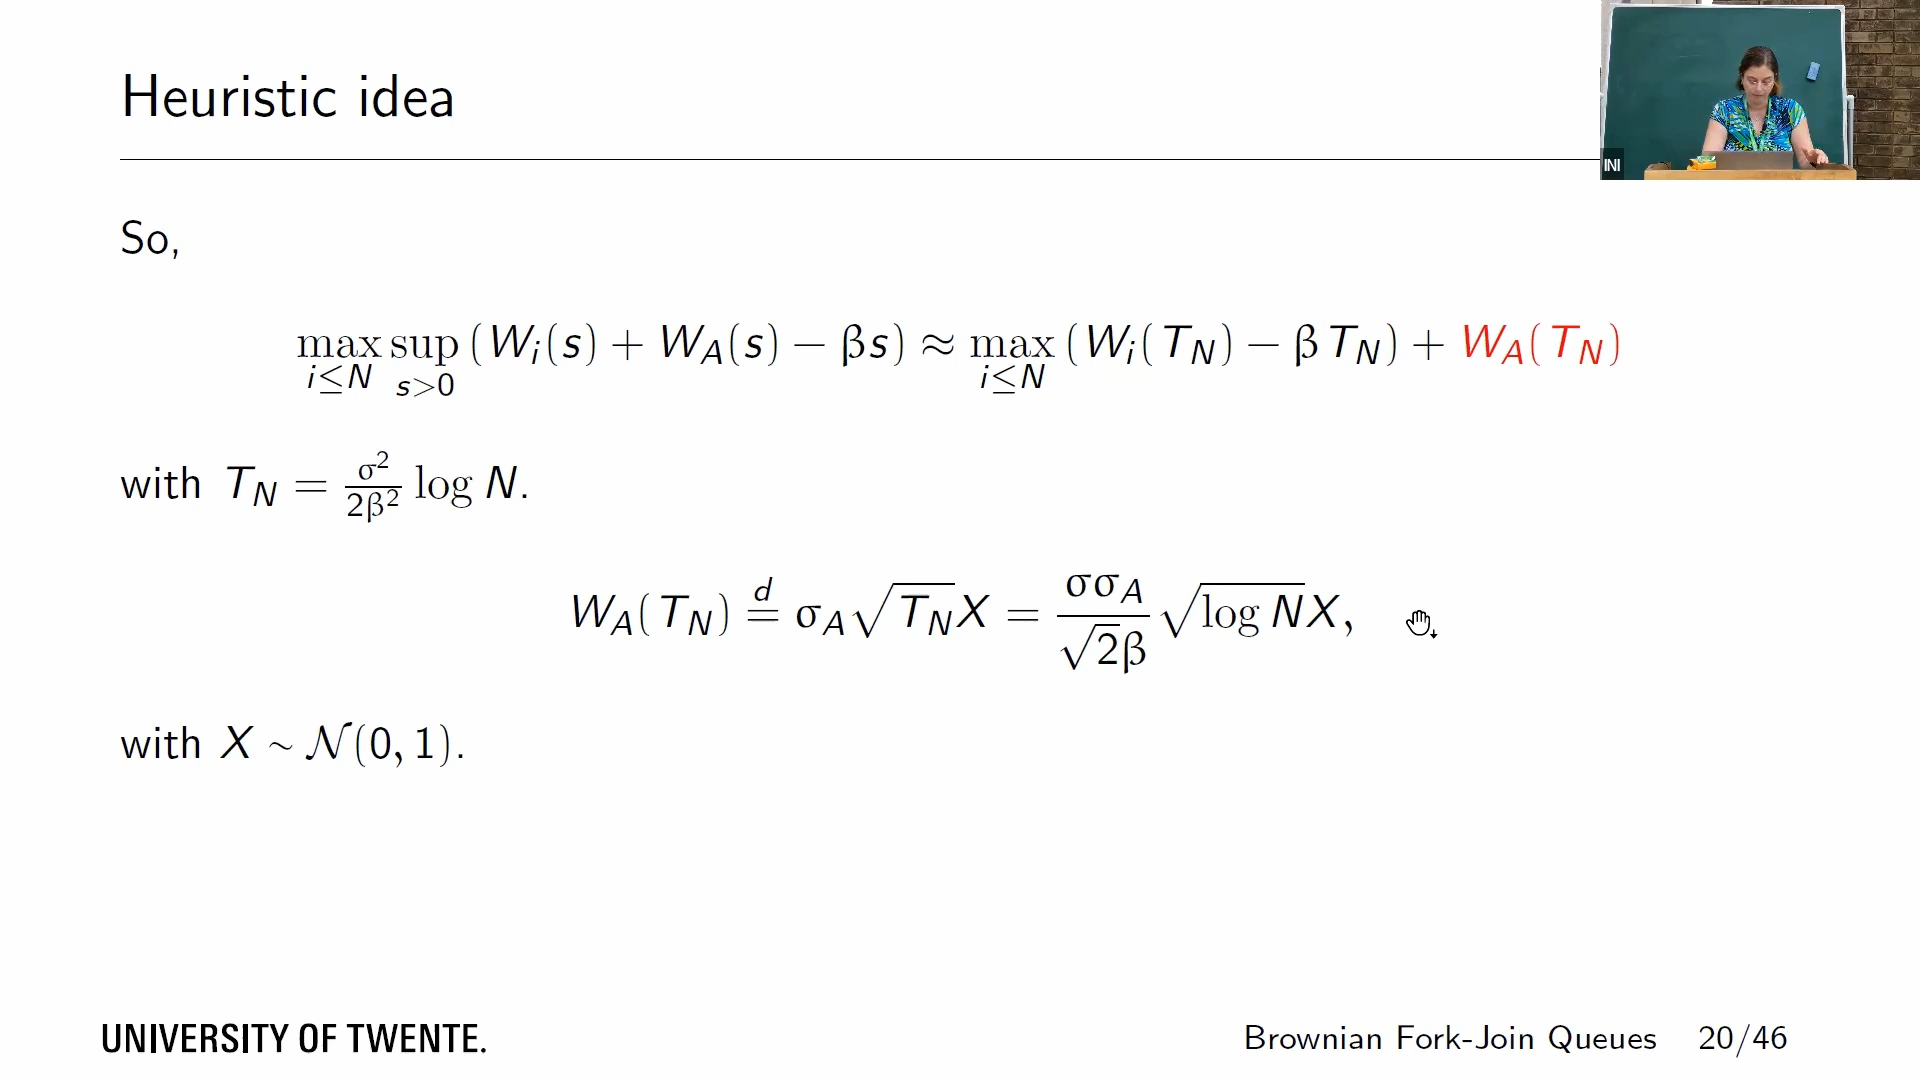 Heuristic idea
INI
So,
max_{i≤N} sup_{s>0} (W_i(s) + W_A(s) − βs) ≈ max_{i≤N} (W_i(T_N) − βT_N) + W_A(T_N)
with T_N = σ²/2β² log N.
W_A(T_N) =^d σ_A√T_N X = σσ_A/√2β √log N X,
with X ~ 𝒩(0, 1).
UNIVERSITY OF TWENTE.
Brownian Fork-Join Queues 20/46